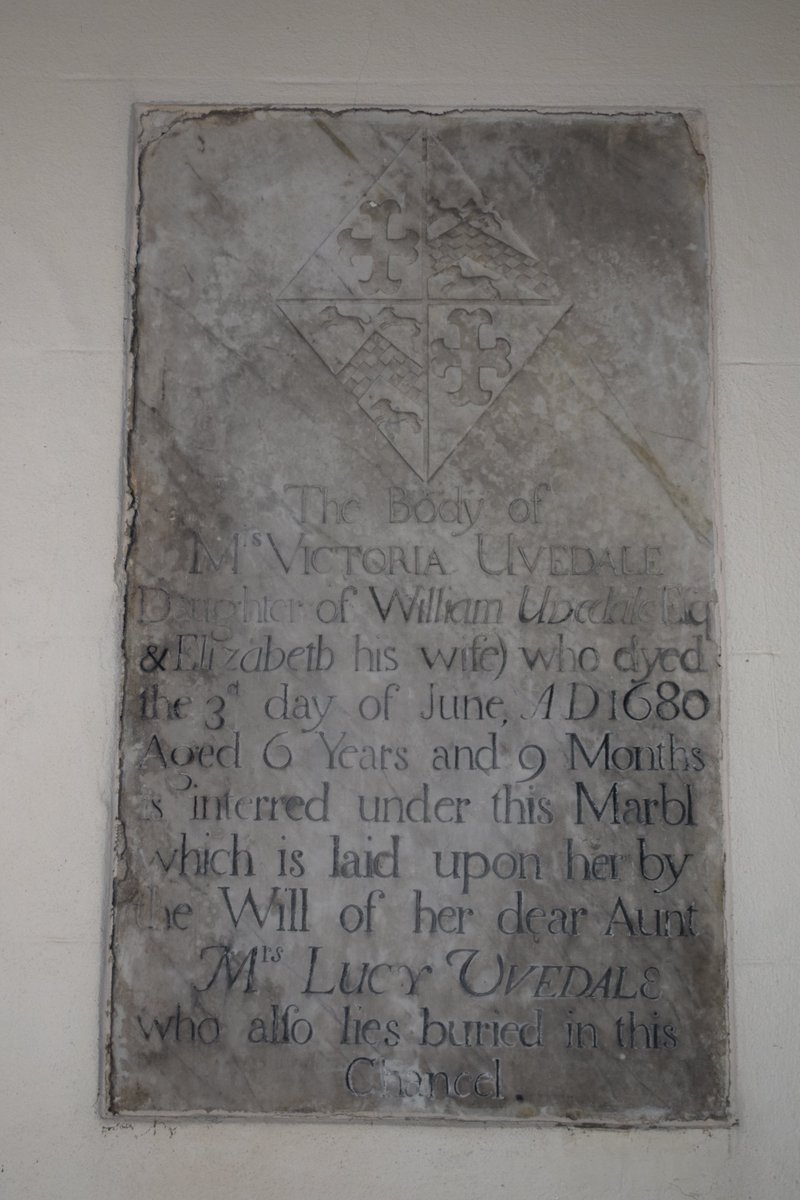 The Body of
Mʳˢ VICTORIA UVEDALE
Daughter of William Uvedale Esq
& Elizabeth his wife) who dyed
the 3ᵈ day of June, AD 1680
Aged 6 Years and 9 Months
is interred under this Marbl
which is laid upon her by
the Will of her dear Aunt
Mʳˢ LUCY UVEDALE
who alſo lies buried in this
Chancel.